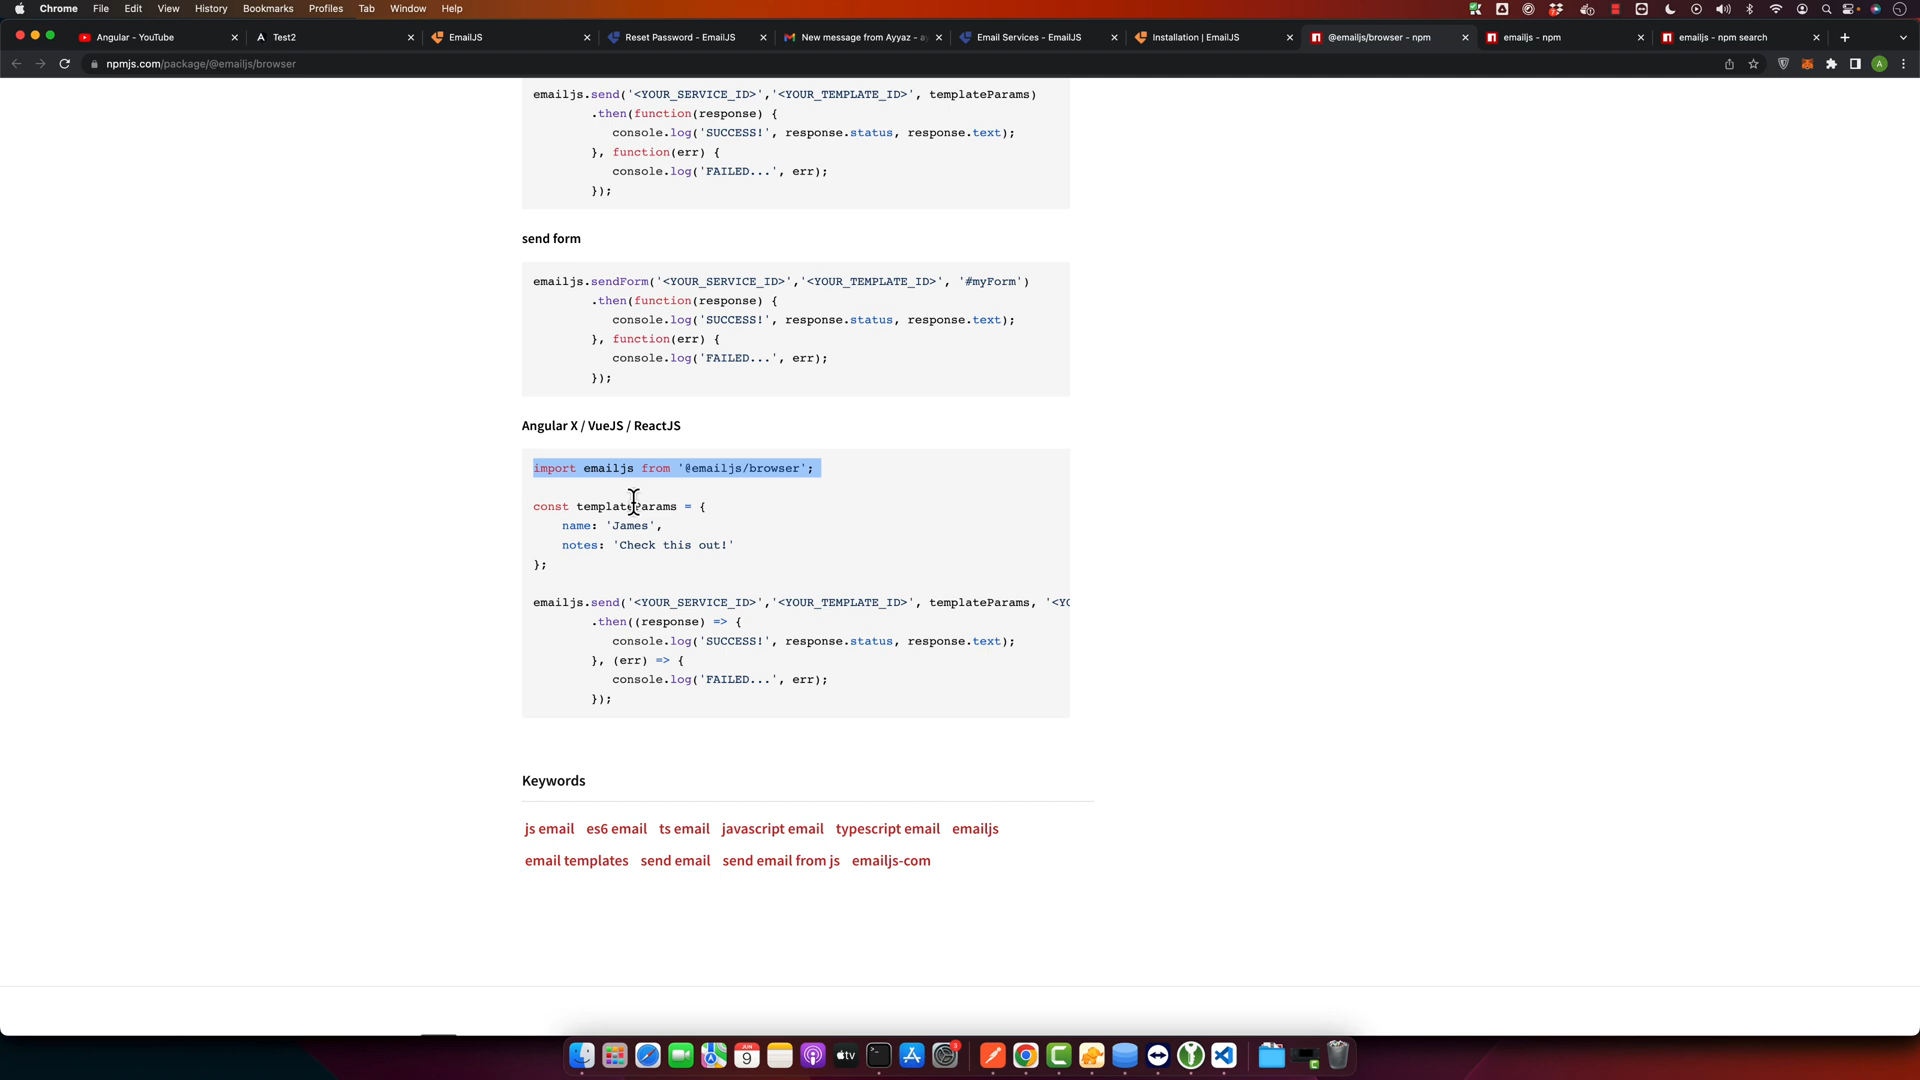 Chrome File Edit View History Bookmarks Profiles Tab Window Help
Angular - YouTube
Test2
EmailJS
Reset Password - EmailJS
New message from Ayyaz - a
Email Services - EmailJS
Installation | EmailJS
@emailjs/browser - npm
emailjs - npm
emailjs - npm search
npmjs.com/package/@emailjs/browser
A
emailjs.send('<YOUR_SERVICE_ID>','<YOUR_TEMPLATE_ID>', templateParams)
.then(function(response) {
console.log('SUCCESS!', response.status, response.text);
}, function(err) {
console.log('FAILED...', err);
});
send form
emailjs.sendForm('<YOUR_SERVICE_ID>','<YOUR_TEMPLATE_ID>', '#myForm')
.then(function(response) {
console.log('SUCCESS!', response.status, response.text);
}, function(err) {
console.log('FAILED...', err);
});
Angular X / VueJS / ReactJS
import emailjs from '@emailjs/browser';
const templateParams = {
name: 'James',
notes: 'Check this out!'
};
emailjs.send('<YOUR_SERVICE_ID>','<YOUR_TEMPLATE_ID>', templateParams, '<YO
.then((response) => {
console.log('SUCCESS!', response.status, response.text);
}, (err) => {
console.log('FAILED...', err);
});
Keywords
js email es6 email ts email javascript email typescript email emailjs
email templates send email send email from js emailjs-com
JUN
9
tv
3